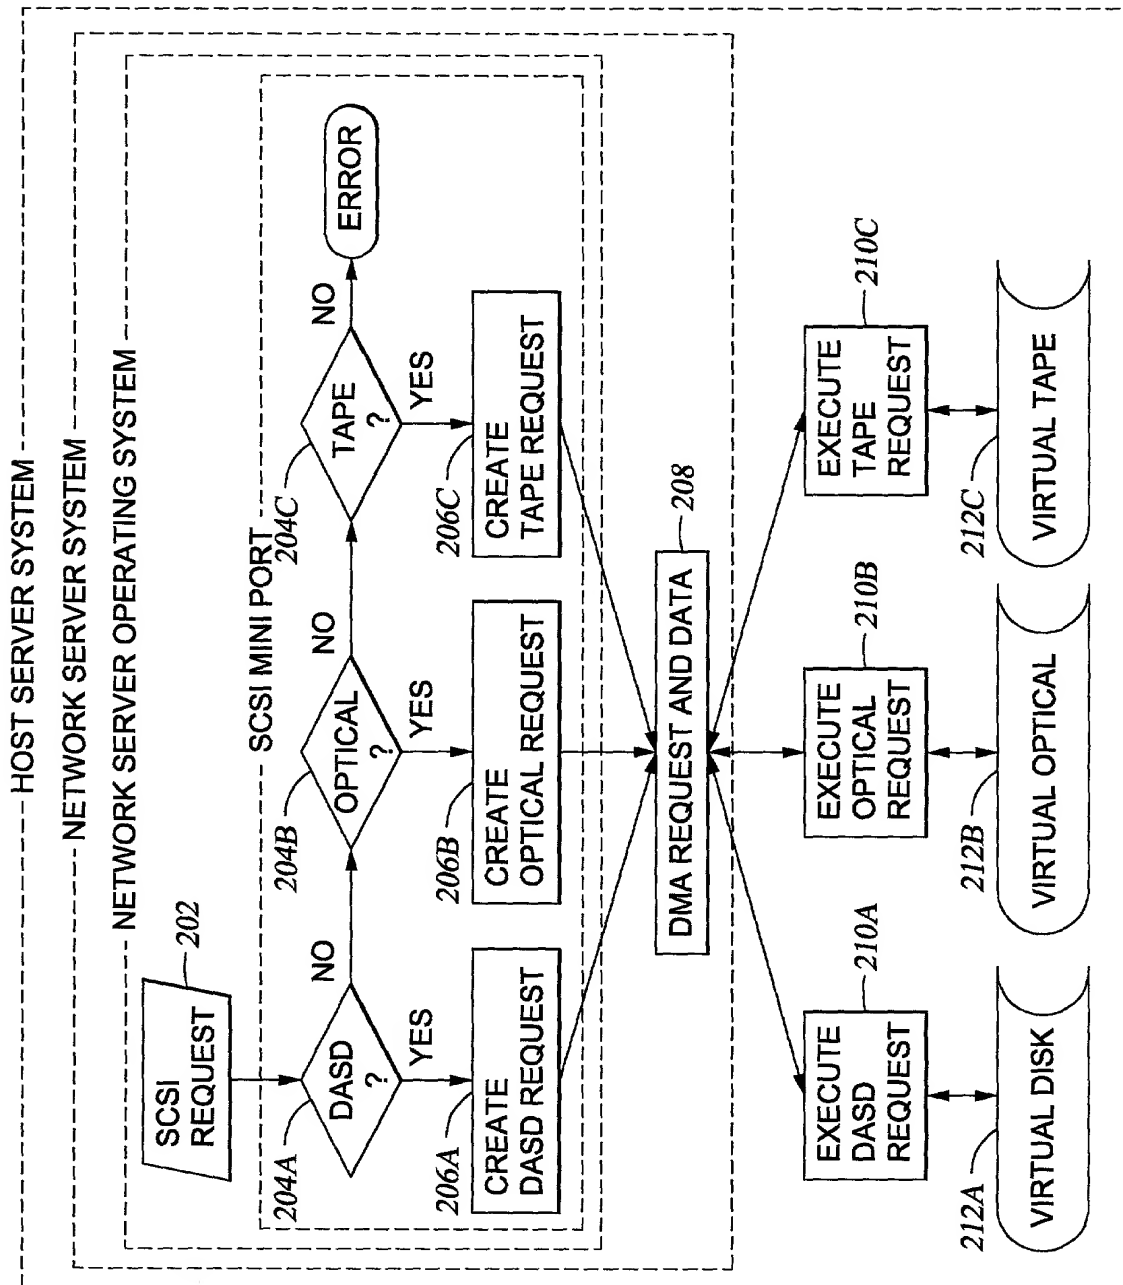 HOST SERVER SYSTEM
NETWORK SERVER SYSTEM
NETWORK SERVER OPERATING SYSTEM
SCSI
REQUEST
202
SCSI MINI PORT
204A
DASD
?
NO
YES
204B
OPTICAL
?
NO
YES
204C
TAPE
?
NO
YES
ERROR
206A
CREATE
DASD REQUEST
206B
CREATE
OPTICAL REQUEST
206C
CREATE
TAPE REQUEST
DMA REQUEST AND DATA
208
EXECUTE
DASD
REQUEST
210A
EXECUTE
OPTICAL
REQUEST
210B
EXECUTE
TAPE
REQUEST
210C
212A
VIRTUAL DISK
212B
VIRTUAL OPTICAL
212C
VIRTUAL TAPE